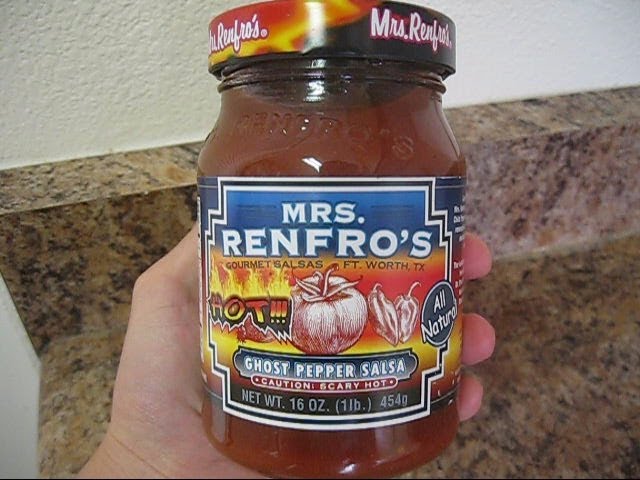 Mrs. Renfro's®
Mrs. Renfro's.
RENFRO'S
MRS.
RENFRO'S
GOURMET SALSAS FT. WORTH, TX
HOT!!!
All
Natural
GHOST PEPPER SALSA
• CAUTION: SCARY HOT •
NET WT. 16 OZ. (1lb.) 454g